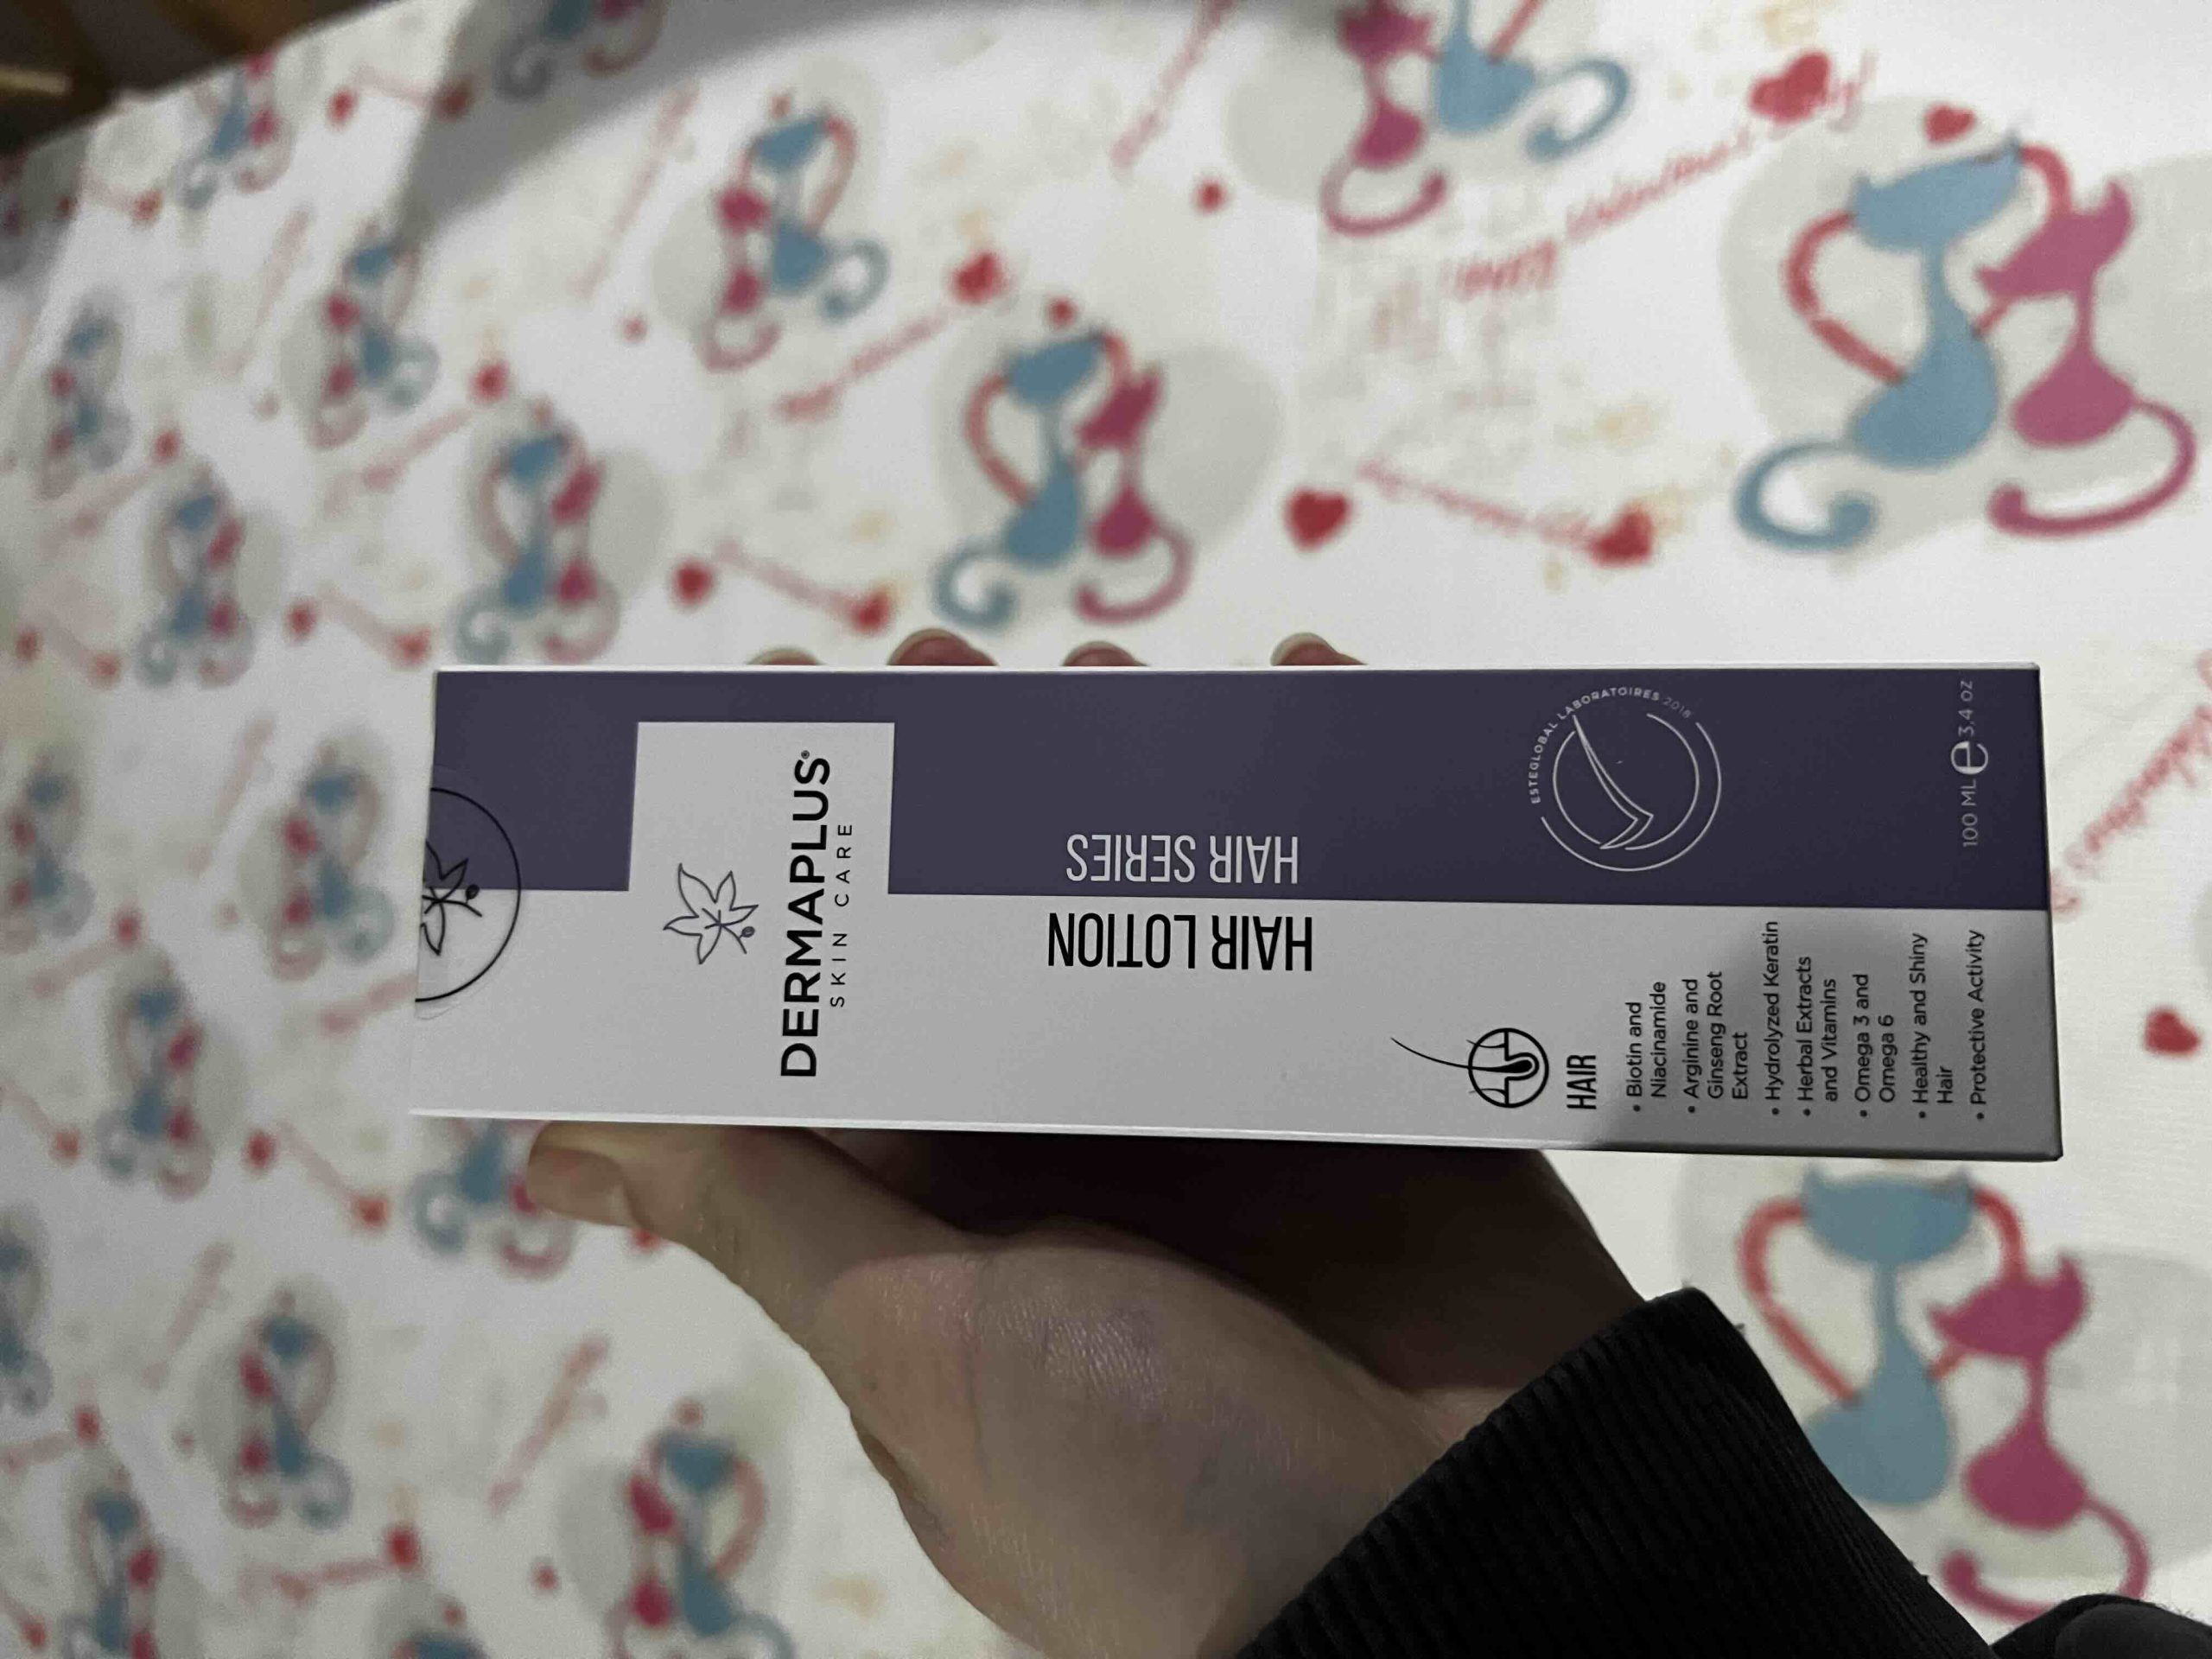 DERMAPLUS®
SKIN CARE
HAIR LOTION
HAIR SERIES
ESTEGLOBAL LABORATOIRES 2018
HAIR
• Biotin and
Niacinamide
• Arginine and
Ginseng Root
Extract
• Hydrolyzed Keratin
• Herbal Extracts
and Vitamins
• Omega 3 and
Omega 6
• Healthy and Shiny
Hair
• Protective Activity
100 ML e 3,4 oz